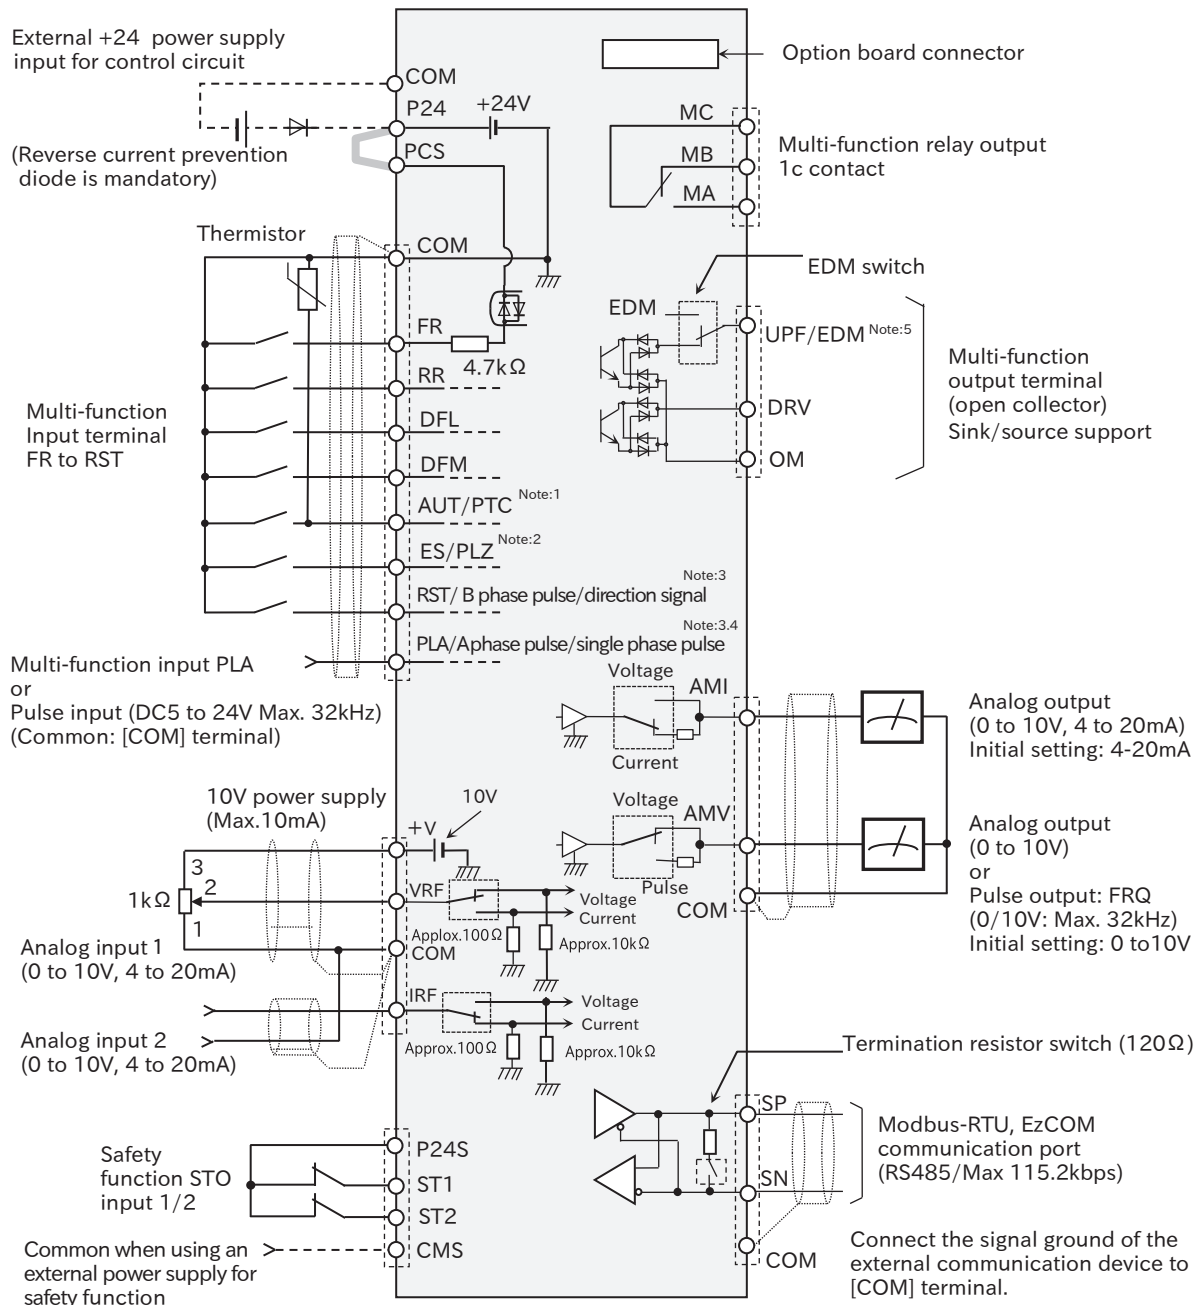 External +24 power supply
input for control circuit
COM
P24
+24V
PCS
(Reverse current prevention
diode is mandatory)
Option board connector
MC
MB
MA
Multi-function relay output
1c contact
Thermistor
COM
FR
4.7kΩ
RR
DFL
DFM
AUT/PTC Note:1
ES/PLZ Note:2
Note:3
RST/ B phase pulse/direction signal
Note:3.4
PLA/Aphase pulse/single phase pulse
Multi-function
Input terminal
FR to RST
EDM switch
EDM
UPF/EDM Note:5
DRV
OM
Multi-function
output terminal
(open collector)
Sink/source support
Multi-function input PLA
or
Pulse input (DC5 to 24V Max. 32kHz)
(Common: [COM] terminal)
Voltage
AMI
Current
Analog output
(0 to 10V, 4 to 20mA)
Initial setting: 4-20mA
Voltage
AMV
Pulse
COM
Analog output
(0 to 10V)
or
Pulse output: FRQ
(0/10V: Max. 32kHz)
Initial setting: 0 to10V
10V power supply
(Max.10mA)
+V
10V
3
2
1kΩ
1
VRF
Voltage
Current
Applox.100Ω
Approx.10kΩ
COM
Analog input 1
(0 to 10V, 4 to 20mA)
IRF
Voltage
Current
Approx.100Ω
Approx.10kΩ
Analog input 2
(0 to 10V, 4 to 20mA)
Termination resistor switch (120Ω)
SP
SN
COM
Modbus-RTU, EzCOM
communication port
(RS485/Max 115.2kbps)
Connect the signal ground of the
external communication device to
[COM] terminal.
Safety
function STO
input 1/2
P24S
ST1
ST2
CMS
Common when using an
external power supply for
safety function